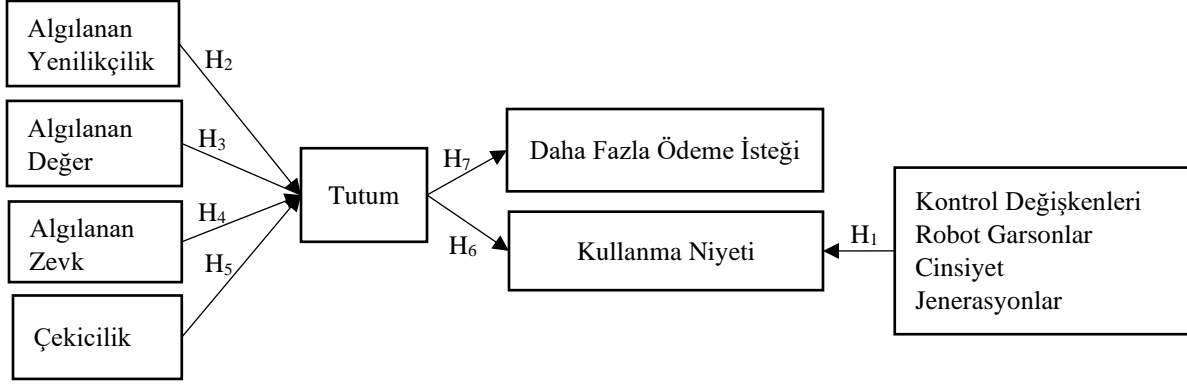 Algılanan
Yenilikçilik
H₂
Algılanan
Değer
H₃
Algılanan
Zevk
H₄
H₅
Çekicilik
Tutum
H₇
Daha Fazla Ödeme İsteği
H₆
Kullanma Niyeti
H₁
Kontrol Değişkenleri
Robot Garsonlar
Cinsiyet
Jenerasyonlar